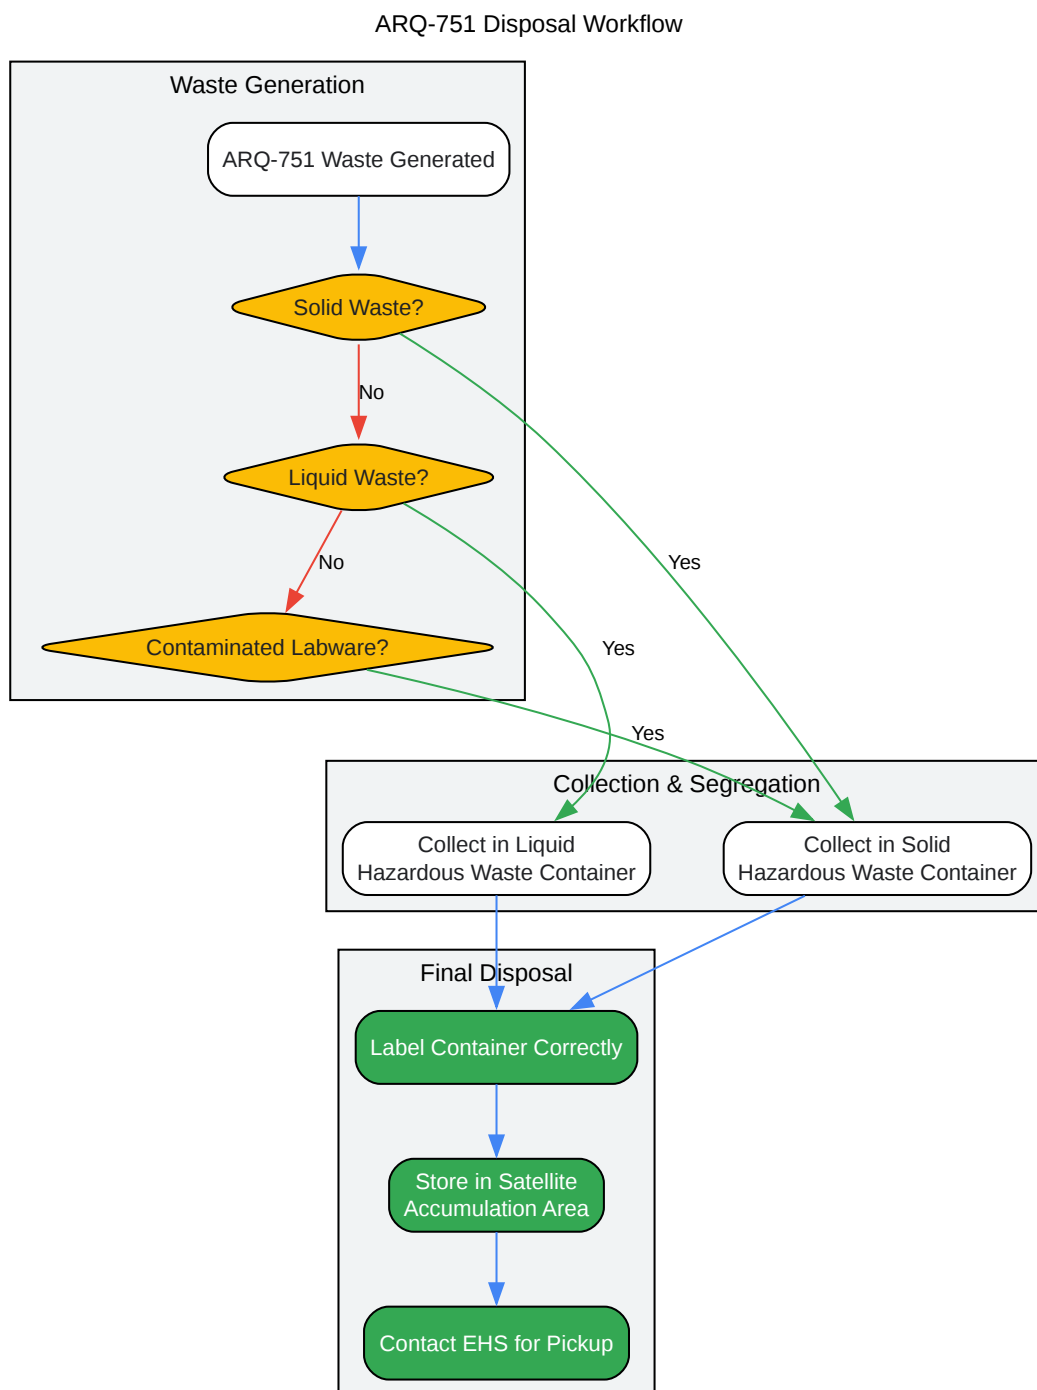 ARQ-751 Disposal Workflow
Waste Generation
ARQ-751 Waste Generated
Solid Waste?
No
Liquid Waste?
No
Yes
Contaminated Labware?
Yes
Yes
Collection & Segregation
Collect in Liquid
Hazardous Waste Container
Collect in Solid
Hazardous Waste Container
Final Disposal
Label Container Correctly
Store in Satellite
Accumulation Area
Contact EHS for Pickup